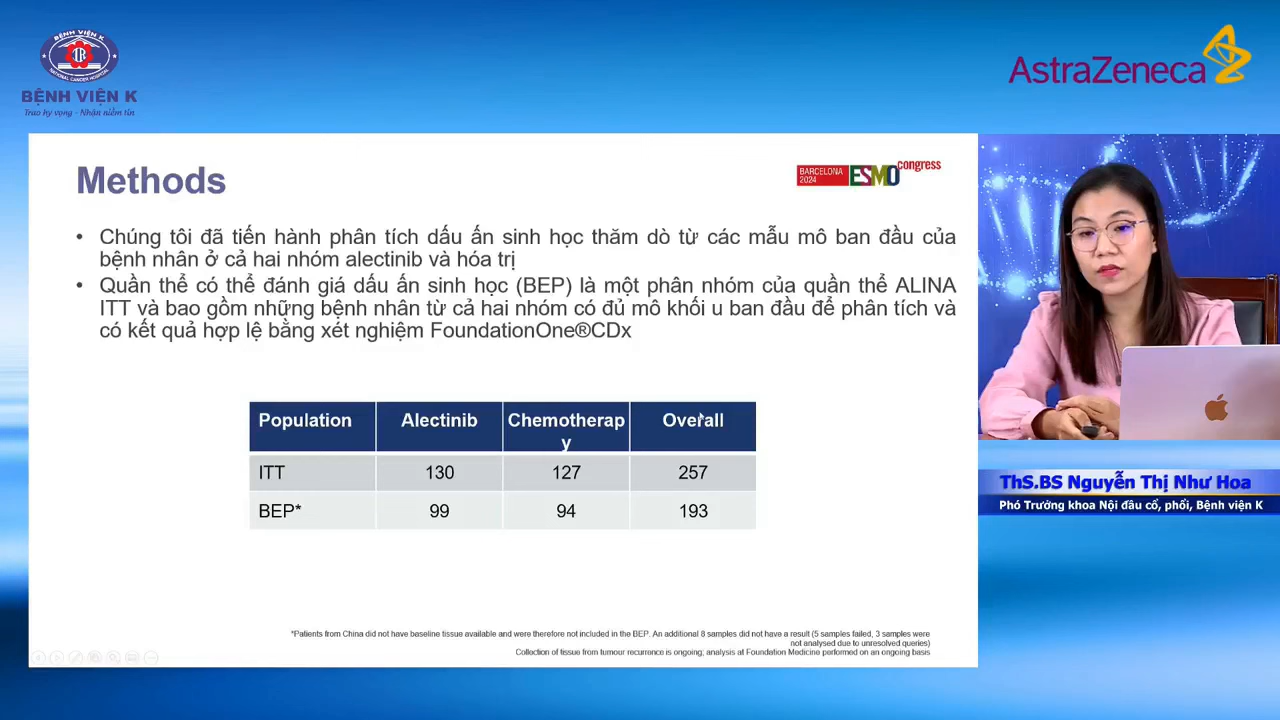 BỆNH VIỆN K
NATIONAL CANCER HOSPITAL
BỆNH VIỆN K
Trao hy vọng - Nhận niềm tin
AstraZeneca
Methods
BARCELONA
2024
ESMO
congress
• Chúng tôi đã tiến hành phân tích dấu ấn sinh học thăm dò từ các mẫu mô ban đầu của
bệnh nhân ở cả hai nhóm alectinib và hóa trị
• Quần thể có thể đánh giá dấu ấn sinh học (BEP) là một phân nhóm của quần thể ALINA
ITT và bao gồm những bệnh nhân từ cả hai nhóm có đủ mô khối u ban đầu để phân tích và
có kết quả hợp lệ bằng xét nghiệm FoundationOne®CDx
Population Alectinib Chemotherap
y Overall
ITT 130 127 257
BEP* 99 94 193
*Patients from China did not have baseline tissue available and were therefore not included in the BEP. An additional 8 samples did not have a result (5 samples failed, 3 samples were
not analysed due to unresolved queries)
Collection of tissue from tumour recurrence is ongoing; analysis at Foundation Medicine performed on an ongoing basis
ThS.BS Nguyễn Thị Như Hoa
Phó Trưởng khoa Nội đầu cổ, phổi, Bệnh viện K